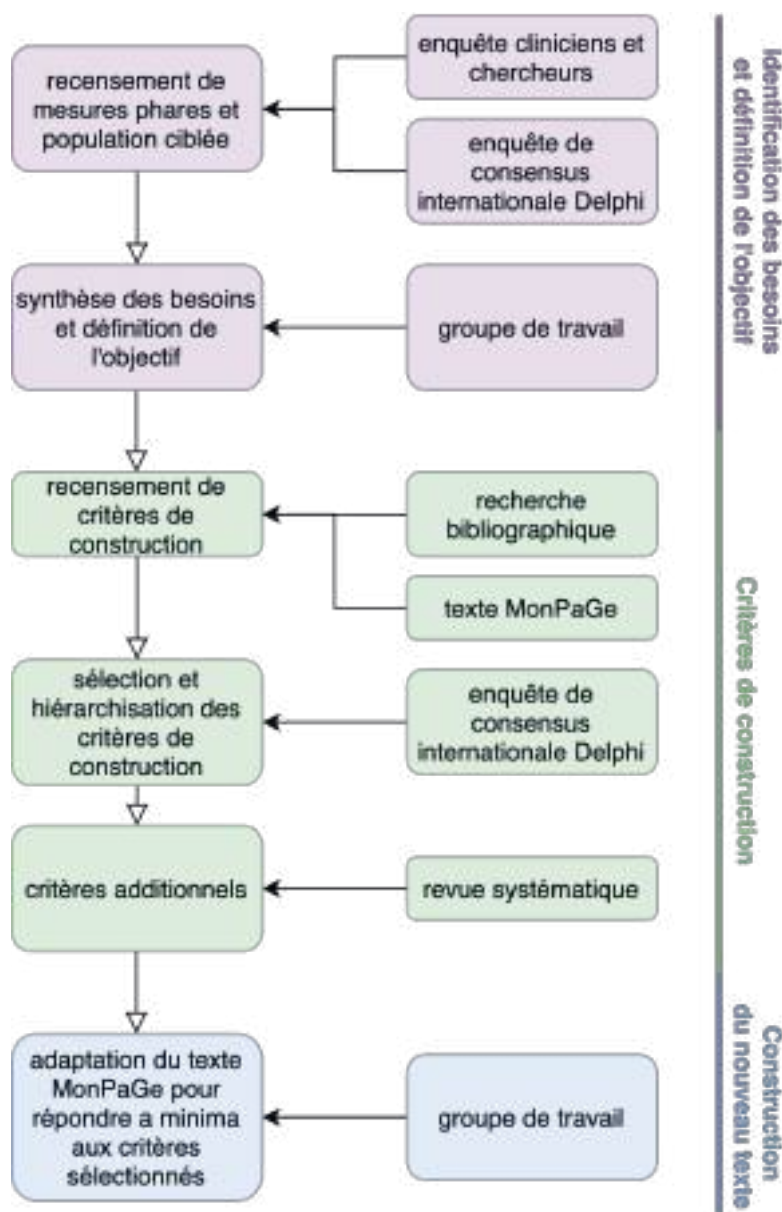 recensement de
mesures phares et
population ciblée
enquête cliniciens et
chercheurs
enquête de
consensus
internationale Delphi
synthèse des besoins
et définition de
l'objectif
groupe de travail
Identification des besoins
et définition de l'objectif
recensement de
critères de
construction
recherche
bibliographique
texte MonPaGe
sélection et
hiérarchisation des
critères de
construction
enquête de
consensus
internationale Delphi
critères additionnels
revue systématique
Critères de construction
adaptation du texte
MonPaGe pour
répondre a minima
aux critères
sélectionnés
groupe de travail
Construction
du nouveau texte